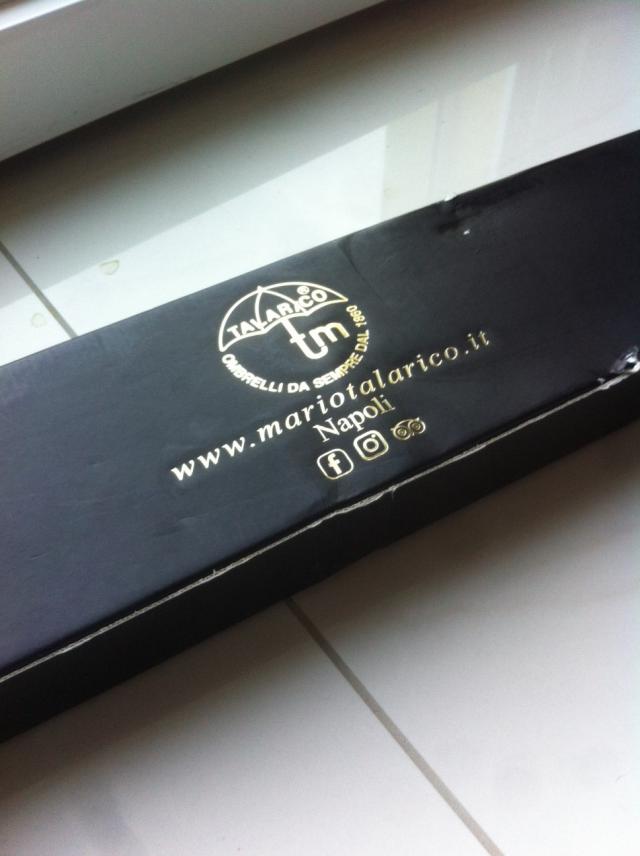 TALARICO®
tm
OMBRELLI DA SEMPRE DAL 1860
www.mariotalarico.it
Napoli
f